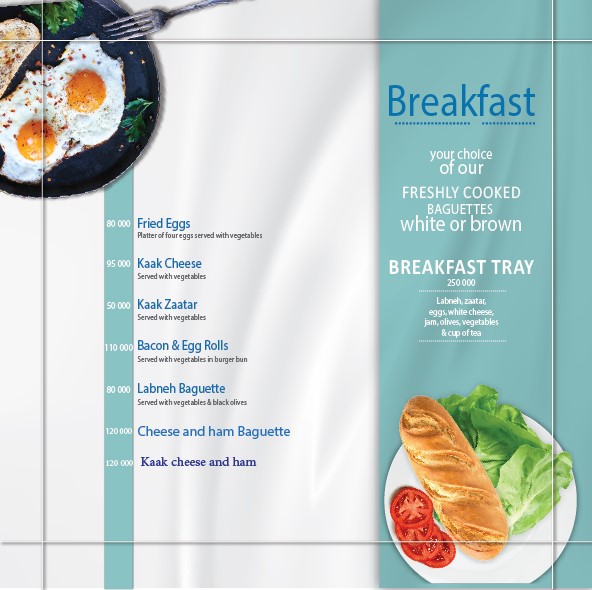 Breakfast
your choice
of our
FRESHLY COOKED
BAGUETTES
white or brown
BREAKFAST TRAY
250 000
Labneh, zaatar,
eggs, white cheese,
jam, olives, vegetables
& cup of tea
80 000 Fried Eggs
Platter of four eggs served with vegetables
95 000 Kaak Cheese
Served with vegetables
50 000 Kaak Zaatar
Served with vegetables
110 000 Bacon & Egg Rolls
Served with vegetables in burger bun
80 000 Labneh Baguette
Served with vegetables & black olives
120 000 Cheese and ham Baguette
120 000 Kaak cheese and ham